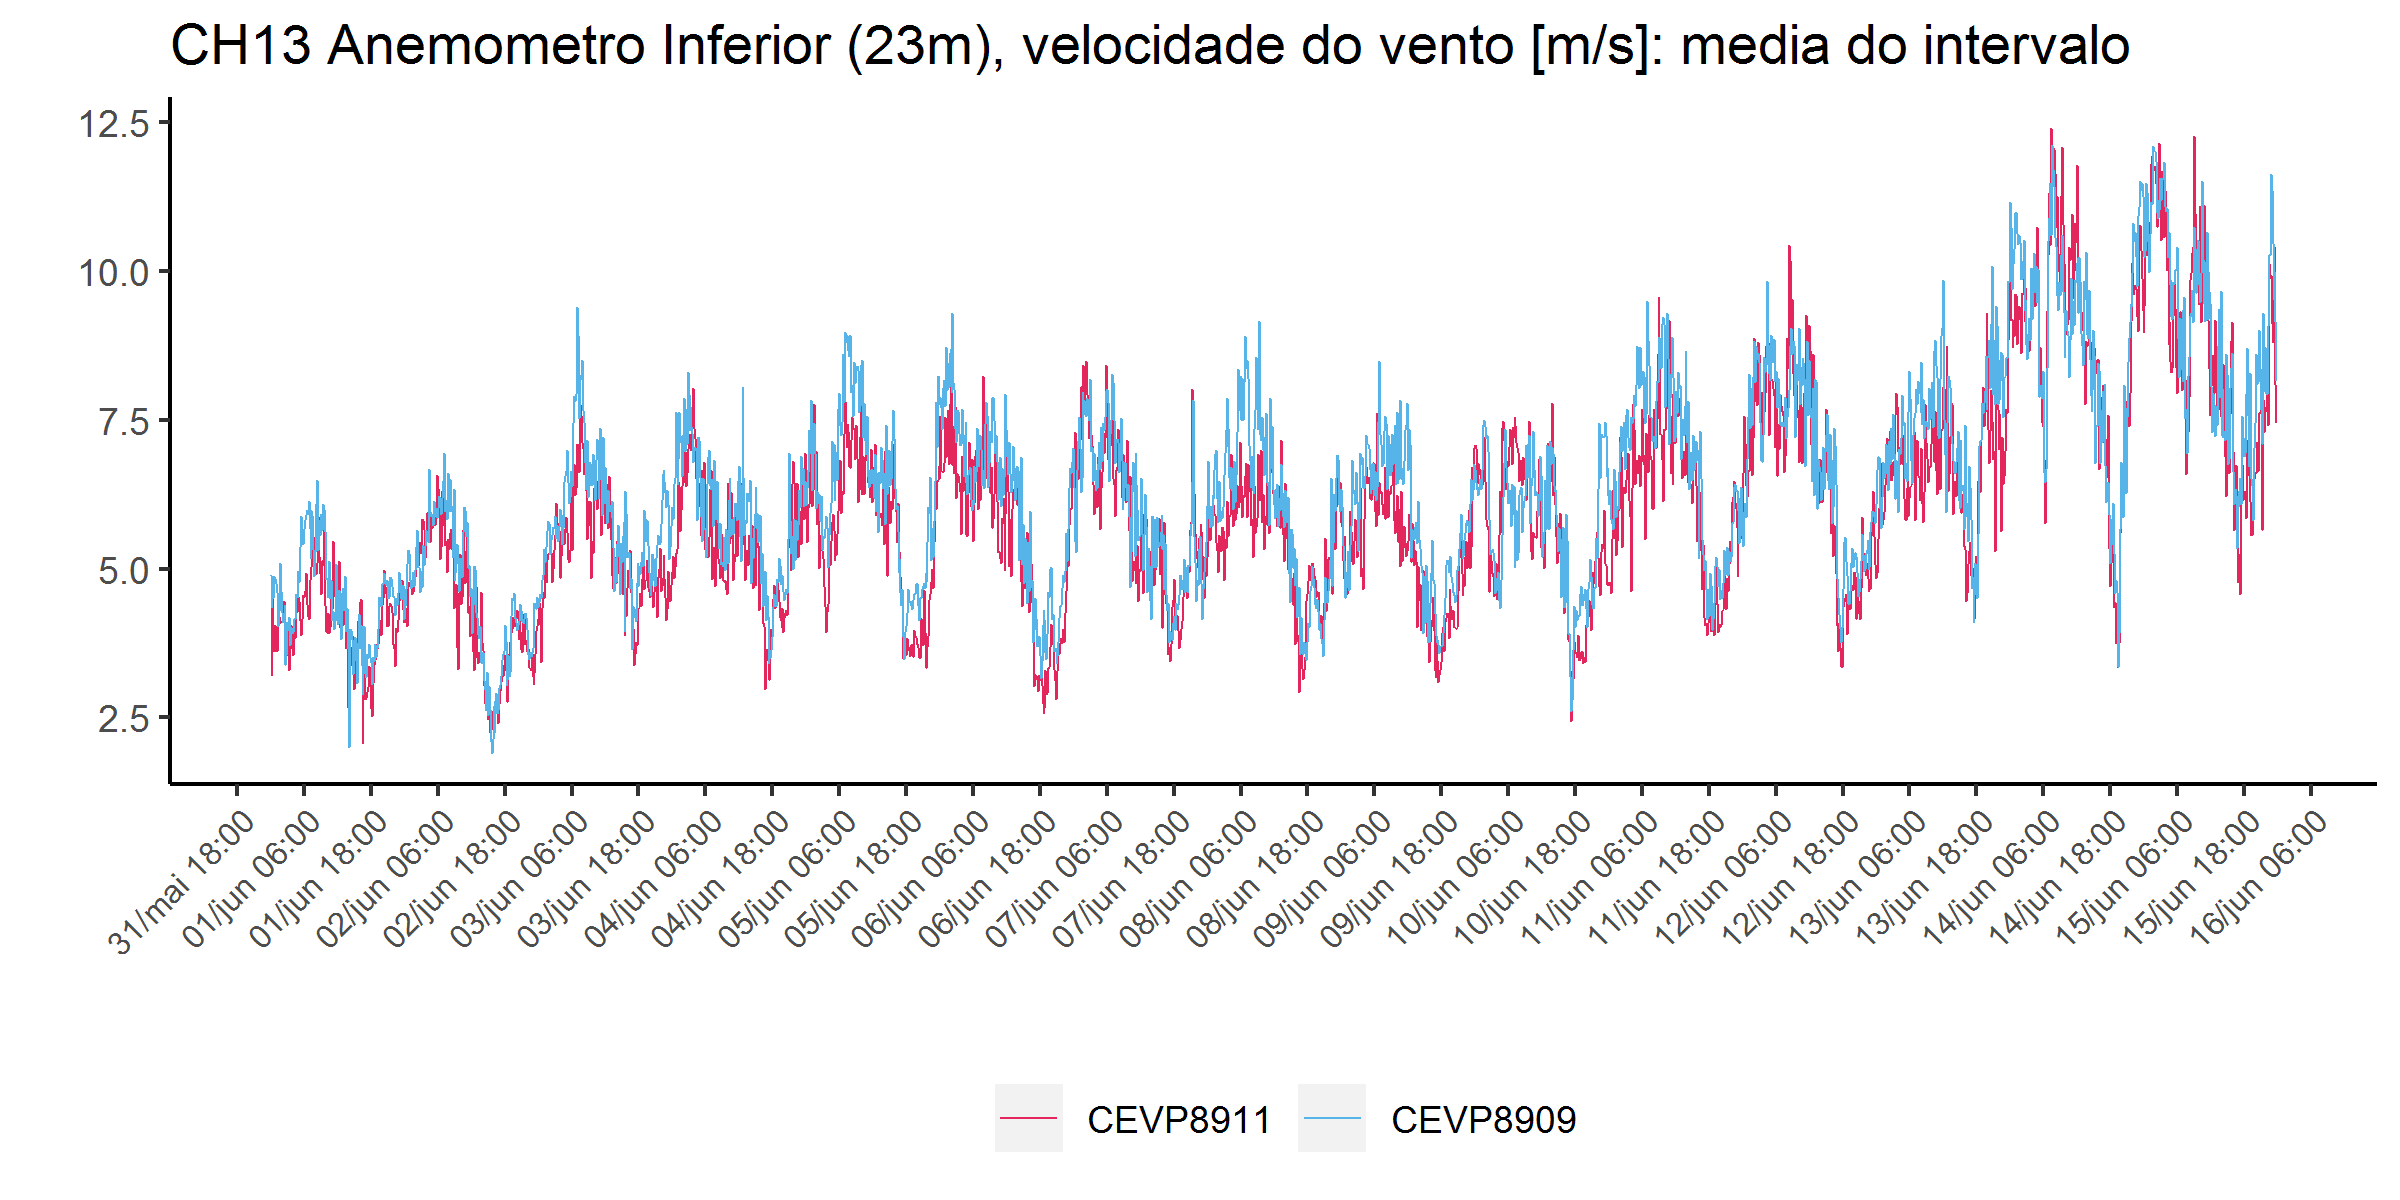 CH13 Anemometro Inferior (23m), velocidade do vento [m/s]: media do intervalo
12.5
10.0
7.5
5.0
2.5
31/mai 18:00
01/jun 06:00
01/jun 18:00
02/jun 06:00
02/jun 18:00
03/jun 06:00
03/jun 18:00
04/jun 06:00
04/jun 18:00
05/jun 06:00
05/jun 18:00
06/jun 06:00
06/jun 18:00
07/jun 06:00
07/jun 18:00
08/jun 06:00
08/jun 18:00
09/jun 06:00
09/jun 18:00
10/jun 06:00
10/jun 18:00
11/jun 06:00
11/jun 18:00
12/jun 06:00
12/jun 18:00
13/jun 06:00
13/jun 18:00
14/jun 06:00
14/jun 18:00
15/jun 06:00
15/jun 18:00
16/jun 06:00
CEVP8911 CEVP8909